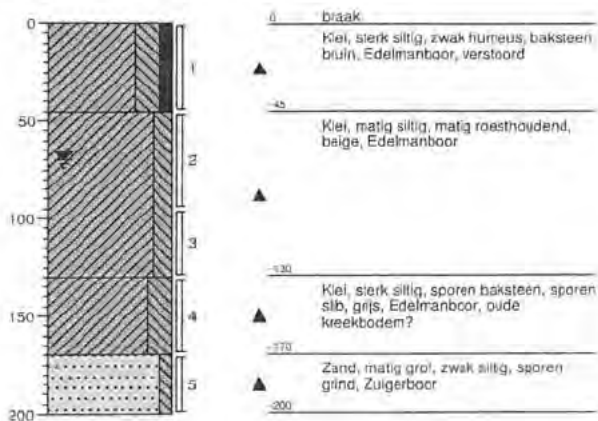 0
50
100
150
200
1
2
3
4
5
0 braak
Klei, sterk siltig, zwak humeus, baksteen
bruin, Edelmanboor, verstoord
-45
Klei, matig siltig, matig roesthoudend,
beige, Edelmanboor
-130
Klei, sterk siltig, sporen baksteen, sporen
slib, grijs, Edelmanboor, oude
kreekbodem?
-170
Zand, matig grof, zwak siltig, sporen
grind, Zuigerboor
-200